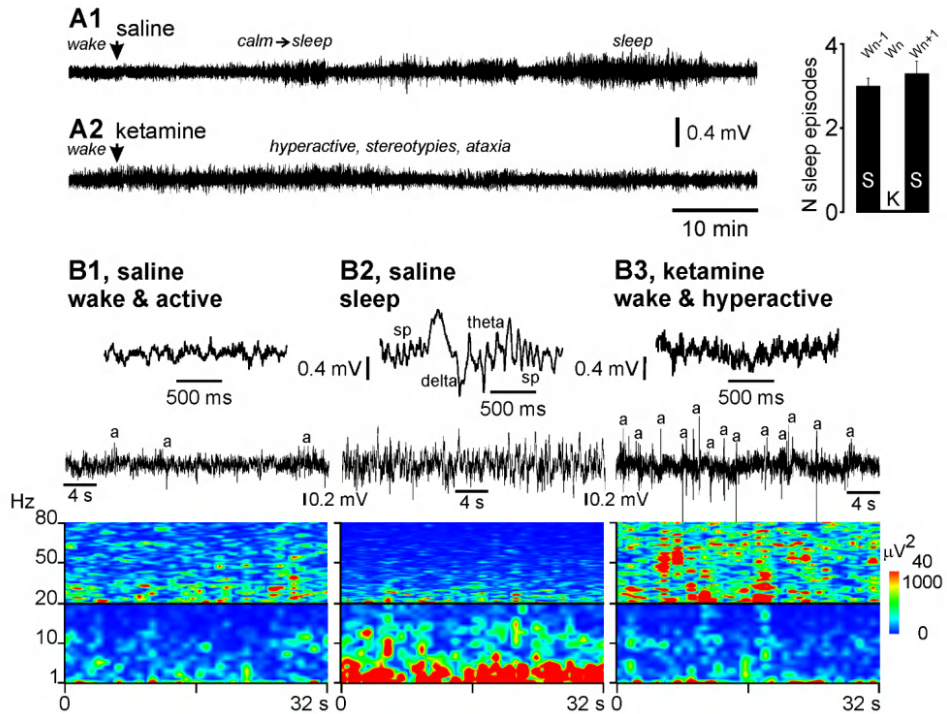 A1 saline
wake
calm→sleep
sleep
A2 ketamine
wake
hyperactive, stereotypies, ataxia
0.4 mV
10 min
Wn-1 Wn Wn+1
N sleep episodes
4
2
0
S K S
B1, saline
wake & active
500 ms
0.4 mV
B2, saline
sleep
sp
theta
delta
sp
500 ms
0.4 mV
B3, ketamine
wake & hyperactive
500 ms
a a a
4 s
0.2 mV
4 s
0.2 mV
a a a a a a a a a a a a
4 s
Hz
80
50
20
10
1
0 32 s
0 32 s
0 32 s
µV²
40
1000
0